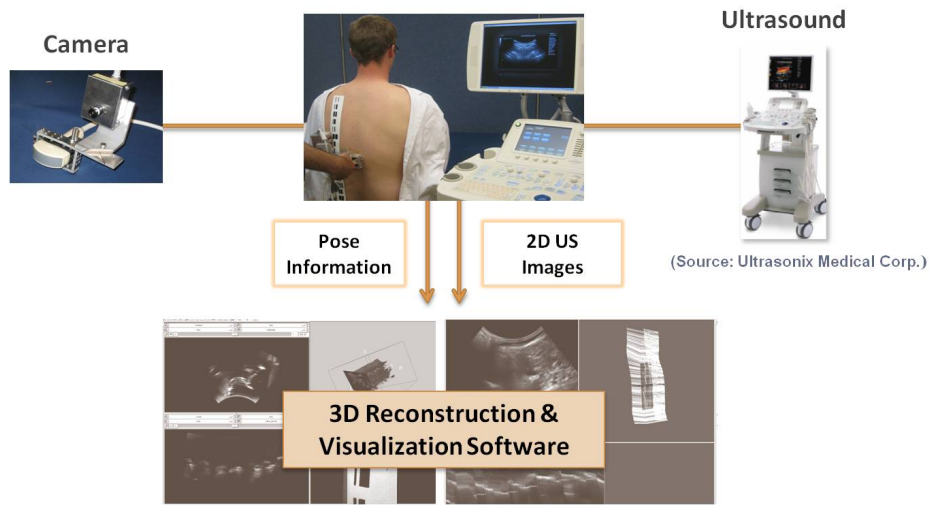 Camera
Ultrasound
(Source: Ultrasonix Medical Corp.)
Pose
Information
2D US
Images
3D Reconstruction &
Visualization Software